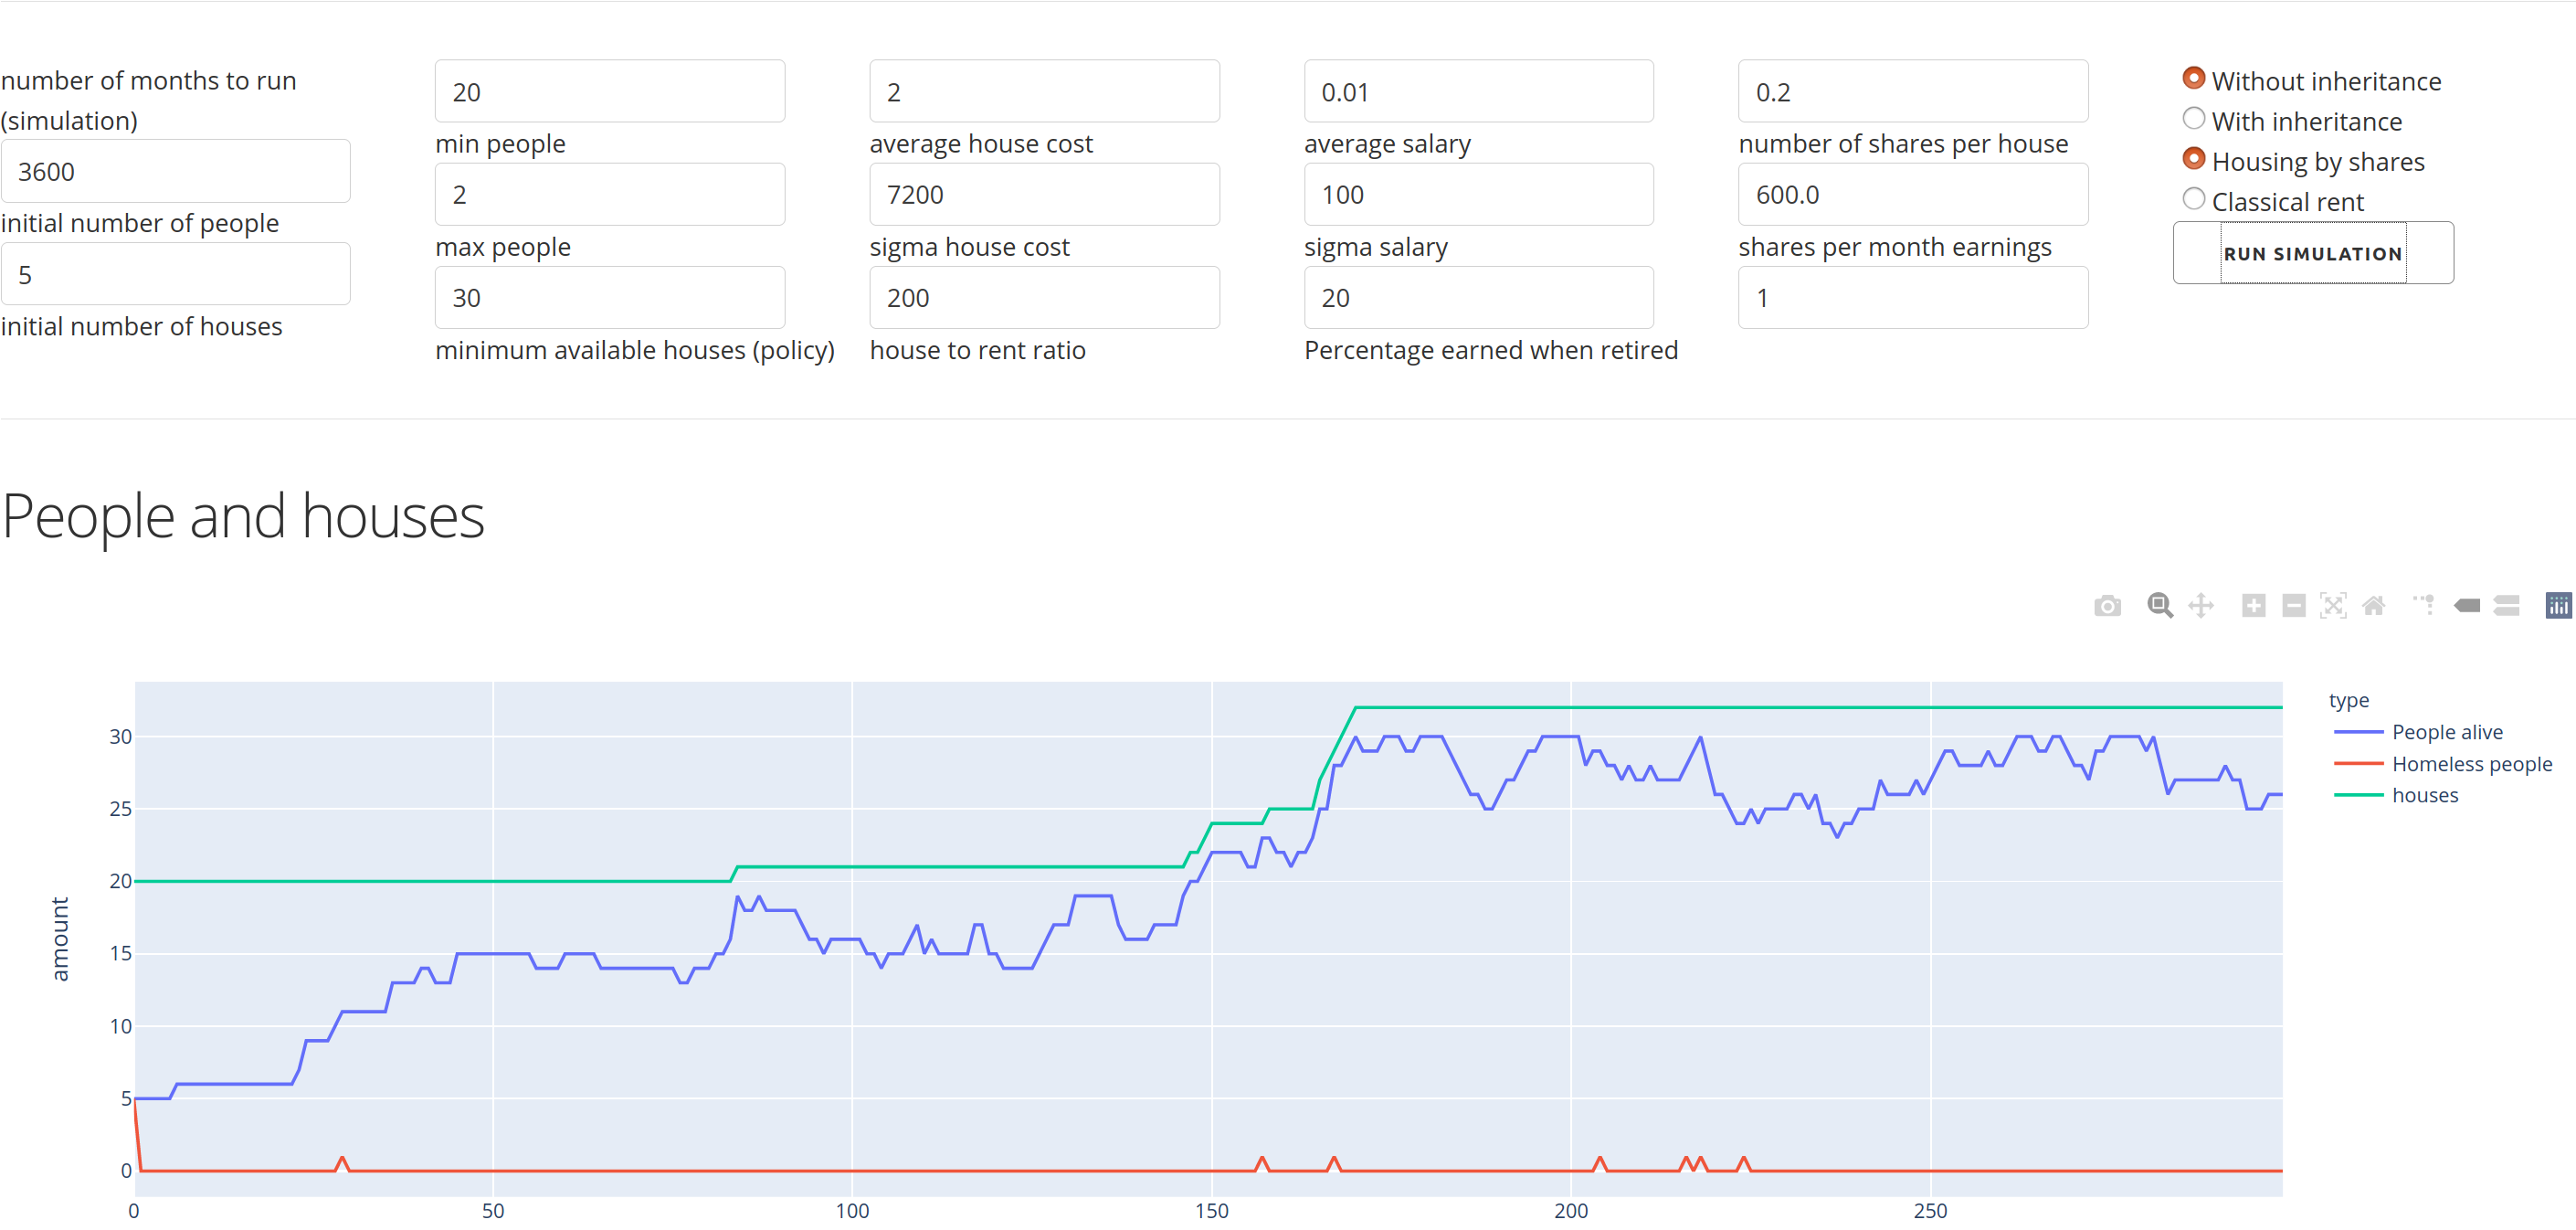 number of months to run
(simulation)
3600
initial number of people
5
initial number of houses
20
min people
2
max people
30
minimum available houses (policy)
2
average house cost
7200
sigma house cost
200
house to rent ratio
0.01
average salary
100
sigma salary
20
Percentage earned when retired
0.2
number of shares per house
600.0
shares per month earnings
1
Without inheritance
With inheritance
Housing by shares
Classical rent
RUN SIMULATION
People and houses
type
People alive
Homeless people
houses
amount
30
25
20
15
10
5
0
0
50
100
150
200
250